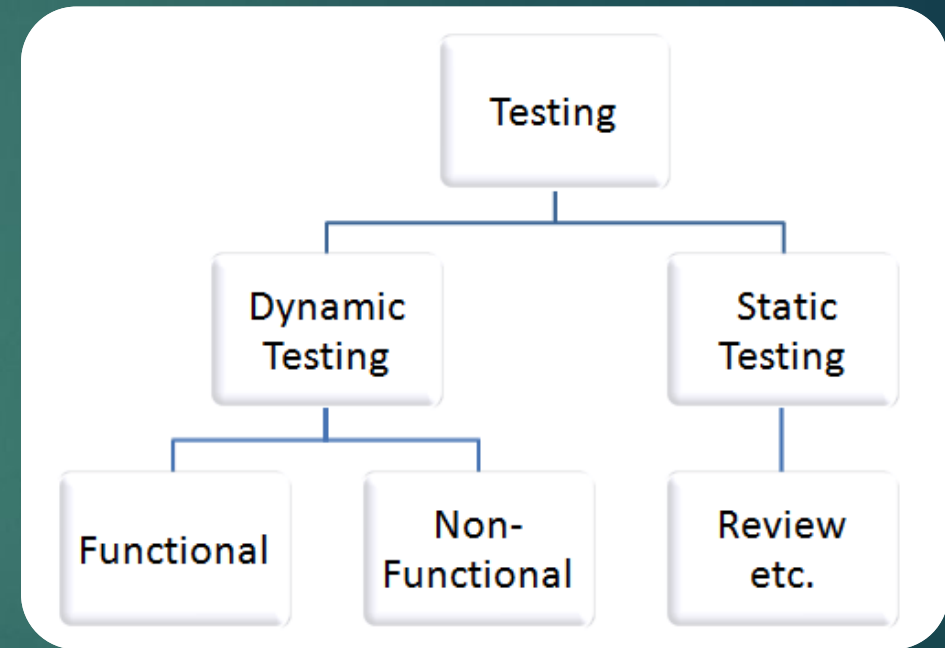 Testing
Dynamic
Testing
Static
Testing
Functional
Non-
Functional
Review
etc.